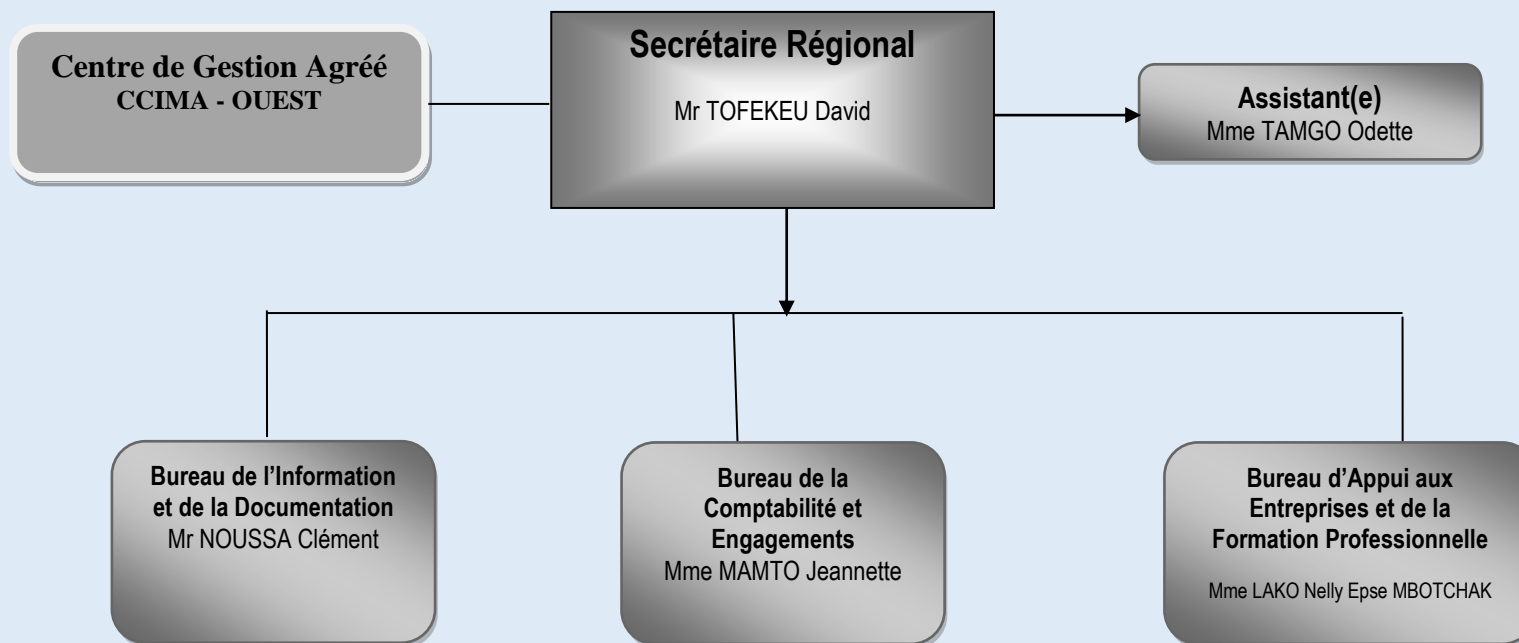 Centre de Gestion Agréé
CCIMA - OUEST
Secrétaire Régional
Mr TOFEKEU David
Assistant(e)
Mme TAMGO Odette
Bureau de l’Information
et de la Documentation
Mr NOUSSA Clément
Bureau de la
Comptabilité et
Engagements
Mme MAMTO Jeannette
Bureau d’Appui aux
Entreprises et de la
Formation Professionnelle
Mme LAKO Nelly Epse MBOTCHAK